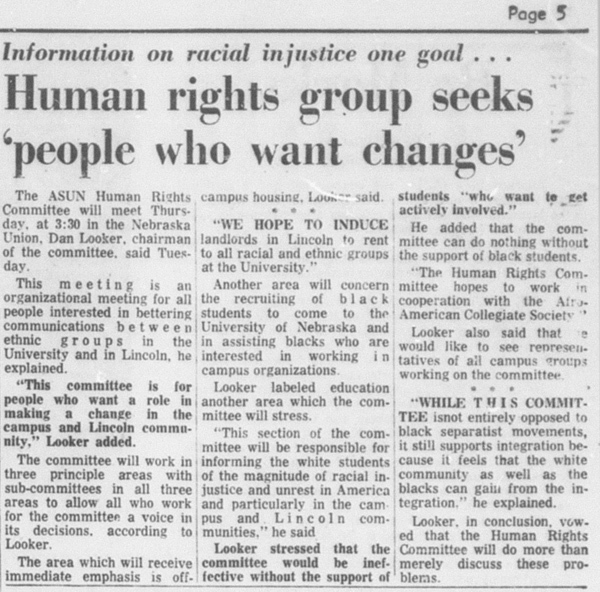 Page 5
Information on racial injustice one goal . . .
Human rights group seeks
'people who want changes'
The ASUN Human Rights
Committee will meet Thurs-
day, at 3:30 in the Nebraska
Union, Dan Looker, chairman
of the committee, said Tues-
day.
This meeting is an
organizational meeting for all
people interested in bettering
communications between
ethnic groups in the
University and in Lincoln, he
explained.
"This committee is for
people who want a role in
making a change in the
campus and Lincoln commu-
nity," Looker added.
The committee will work in
three principle areas with
sub-committees in all three
areas to allow all who work
for the committee a voice in
its decisions, according to
Looker.
The area which will receive
immediate emphasis is off-
campus housing, Looker said.
* * *
"WE HOPE TO INDUCE
landlords in Lincoln to rent
to all racial and ethnic groups
at the University."
Another area will concern
the recruiting of black
students to come to the
University of Nebraska and
in assisting blacks who are
interested in working in
campus organizations.
Looker labeled education
another area which the com-
mittee will stress.
"This section of the com-
mittee will be responsible for
informing the white students
of the magnitude of racial in-
justice and unrest in America
and particularly in the cam-
pus and Lincoln com-
munities," he said
Looker stressed that the
committee would be inef-
fective without the support of
students "who want to get
actively involved."
He added that the com-
mittee can do nothing without
the support of black students.
"The Human Rights Com-
mittee hopes to work in
cooperation with the Afro-
American Collegiate Society "
Looker also said that
would like to see represen-
tatives of all campus groups
working on the committee.
* * *
"WHILE THIS COMMIT-
TEE isnot entirely opposed to
black separatist movements,
it still supports integration be-
cause it feels that the white
community as well as the
blacks can gain from the in-
tegration." he explained.
Looker, in conclusion, vow-
ed that the Human Rights
Committee will do more than
merely discuss these pro-
blems.